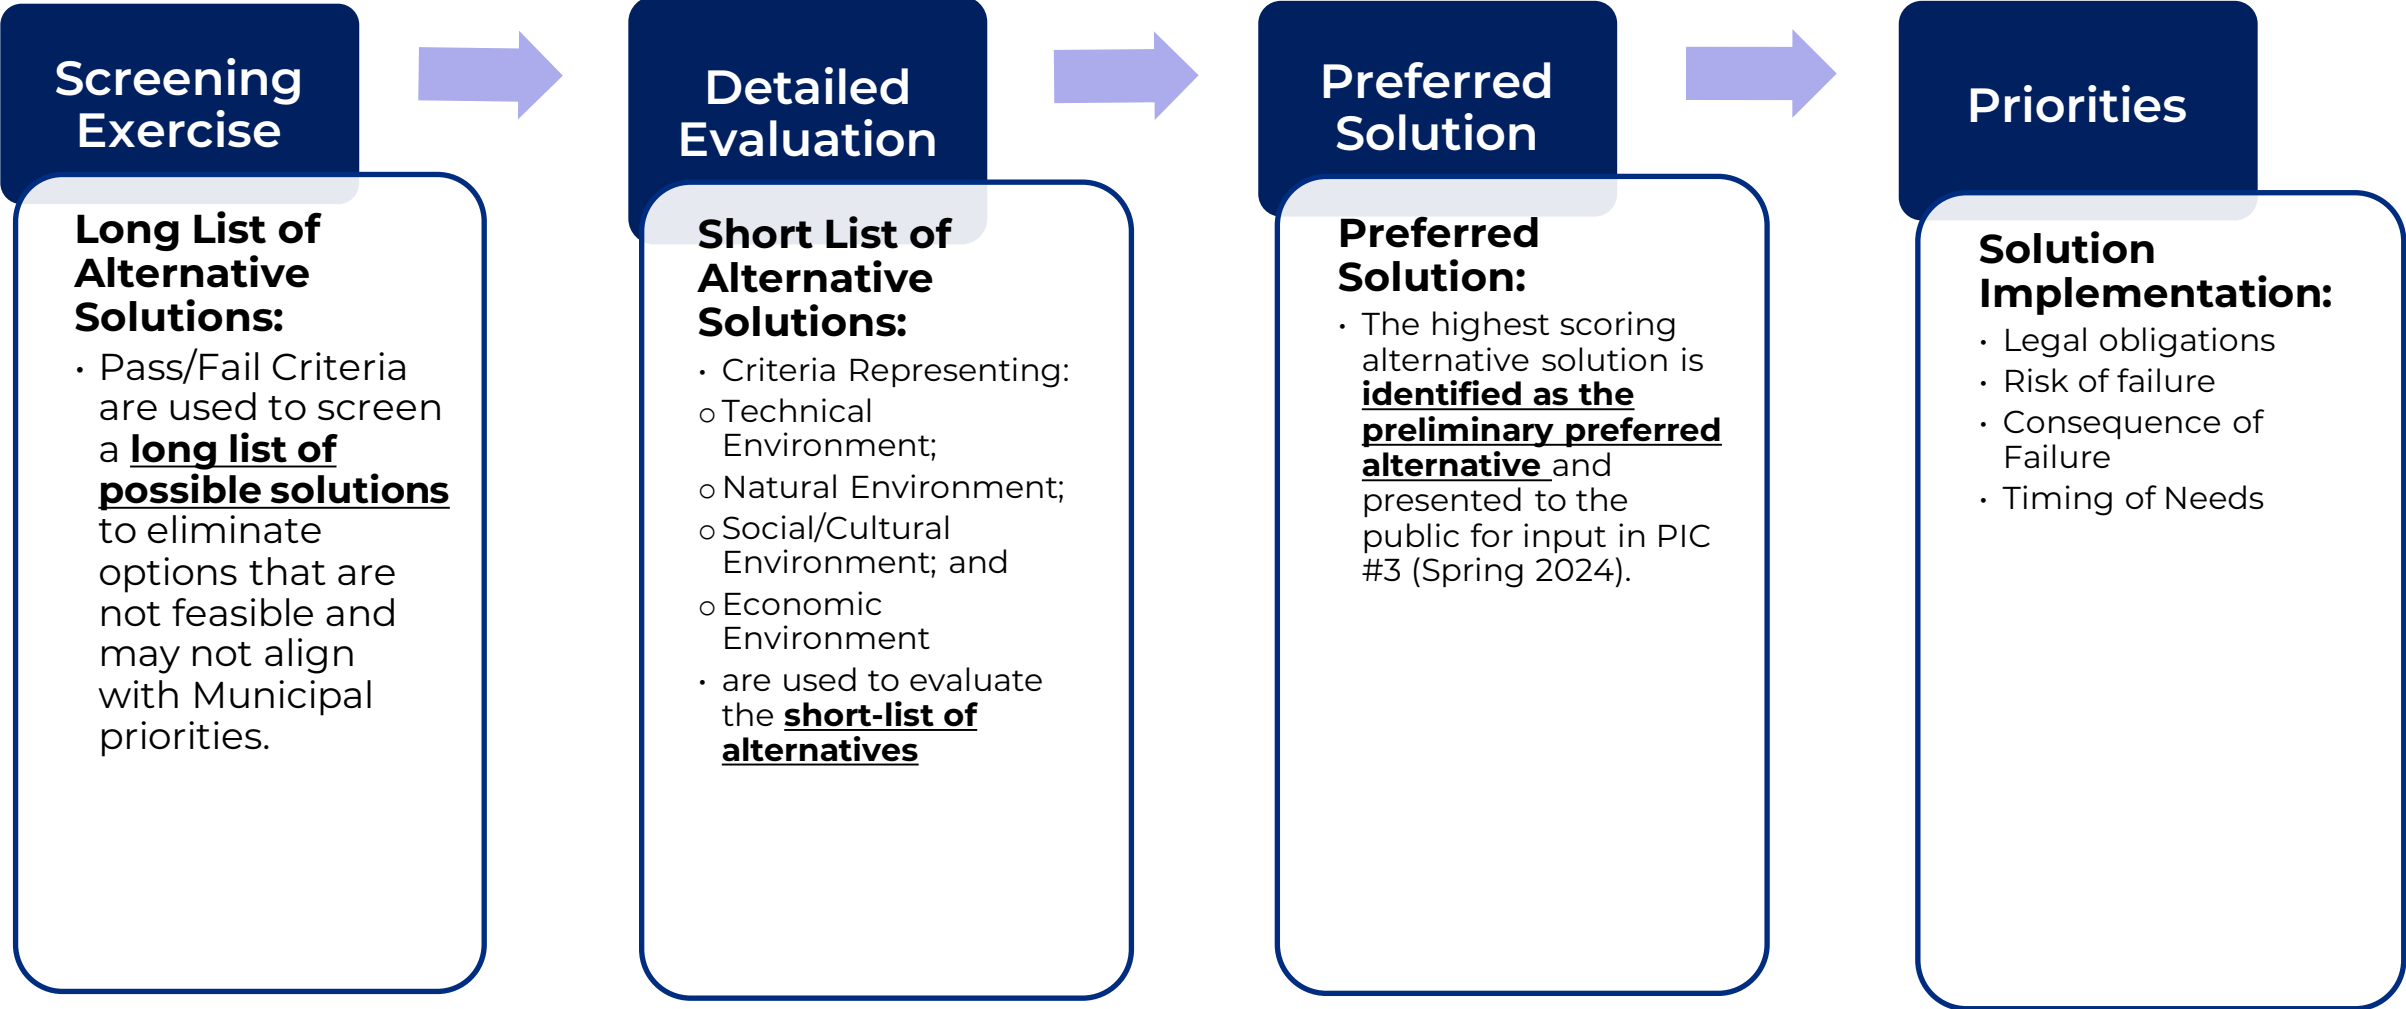 Screening
Exercise
Long List of
Alternative
Solutions:
• Pass/Fail Criteria
are used to screen
a long list of
possible solutions
to eliminate
options that are
not feasible and
may not align
with Municipal
priorities.
Detailed
Evaluation
Short List of
Alternative
Solutions:
• Criteria Representing:
o Technical
Environment;
o Natural Environment;
o Social/Cultural
Environment; and
o Economic
Environment
• are used to evaluate
the short-list of
alternatives
Preferred
Solution
Preferred
Solution:
• The highest scoring
alternative solution is
identified as the
preliminary preferred
alternative and
presented to the
public for input in PIC
#3 (Spring 2024).
Priorities
Solution
Implementation:
• Legal obligations
• Risk of failure
• Consequence of
Failure
• Timing of Needs